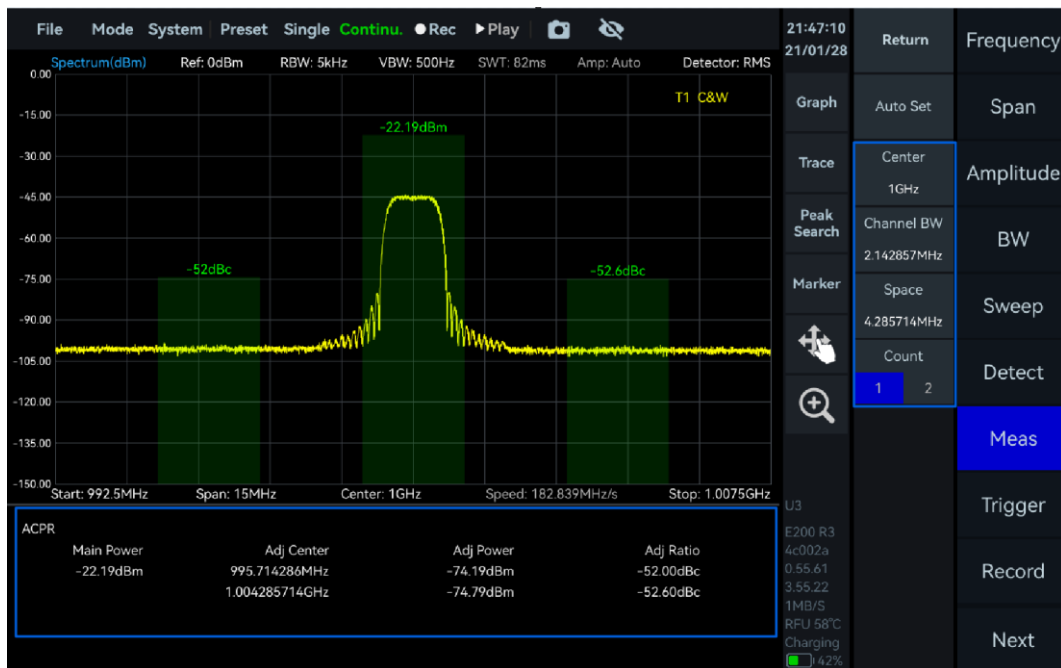 File Mode System Preset Single Continu. Rec Play
21:47:10
21/01/28
Spectrum(dBm) Ref: 0dBm RBW: 5kHz VBW: 500Hz SWT: 82ms Amp: Auto Detector: RMS
T1 C&W
0.00
-15.00
-30.00
-45.00
-60.00
-75.00
-90.00
-105.00
-120.00
-135.00
-150.00
-22.19dBm
-52dBc
-52.6dBc
Start: 992.5MHz Span: 15MHz Center: 1GHz Speed: 182.839MHz/s Stop: 1.0075GHz
ACPR
Main Power Adj Center Adj Power Adj Ratio
-22.19dBm 995.714286MHz -74.19dBm -52.00dBc
1.004285714GHz -74.79dBm -52.60dBc
Graph
Trace
Peak
Search
Marker
U3
E200 R3
4c002a
0.55.61
3.55.22
1MB/S
RFU 58°C
Charging
42%
Return
Auto Set
Center
1GHz
Channel BW
2.142857MHz
Space
4.285714MHz
Count
1 2
Frequency
Span
Amplitude
BW
Sweep
Detect
Meas
Trigger
Record
Next